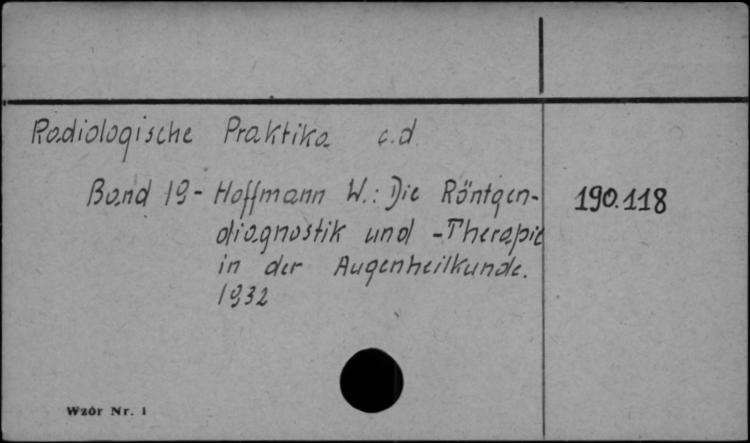 Radiologische Praktika c.d.
Band 19 - Hoffmann W.: Die Röntgen-
diagnostik und -Therapie
in der Augenheilkunde.
1932
190.118
Wzór Nr. 1